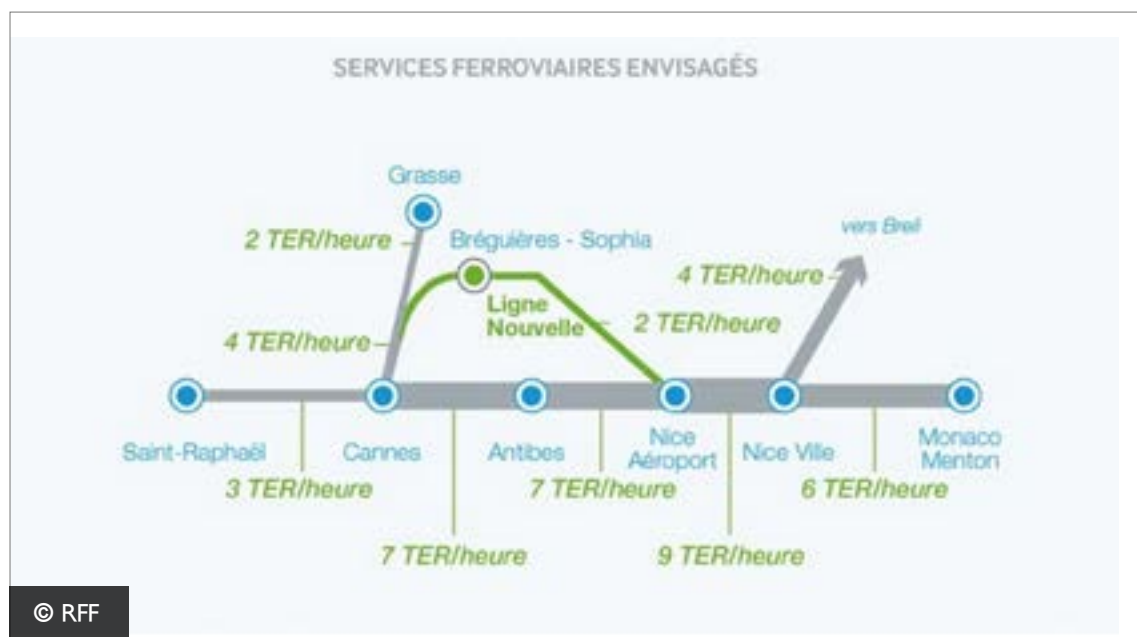 SERVICES FERROVIAIRES ENVISAGÉS
Grasse
2 TER/heure
Bréguières - Sophia
vers Breil
4 TER/heure
Ligne
Nouvelle
2 TER/heure
4 TER/heure
Saint-Raphaël
Cannes
Antibes
Nice
Aéroport
Nice Ville
Monaco
Menton
3 TER/heure
7 TER/heure
6 TER/heure
7 TER/heure
9 TER/heure
© RFF